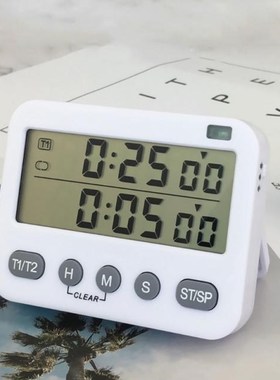 I T H
V P E
T1
0:25 00
0:05 00
T1/T2 H M S ST/SP
CLEAR